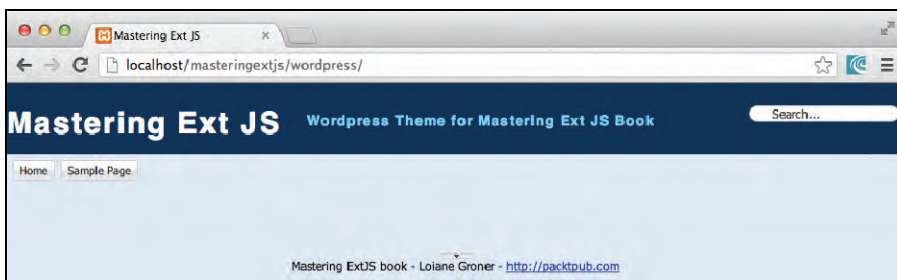 Mastering Ext JS
localhost/masteringextjs/wordpress/
Mastering Ext JS
Wordpress Theme for Mastering Ext JS Book
Search...
Home
Sample Page
Mastering ExtJS book - Loiane Groner - http://packtpub.com